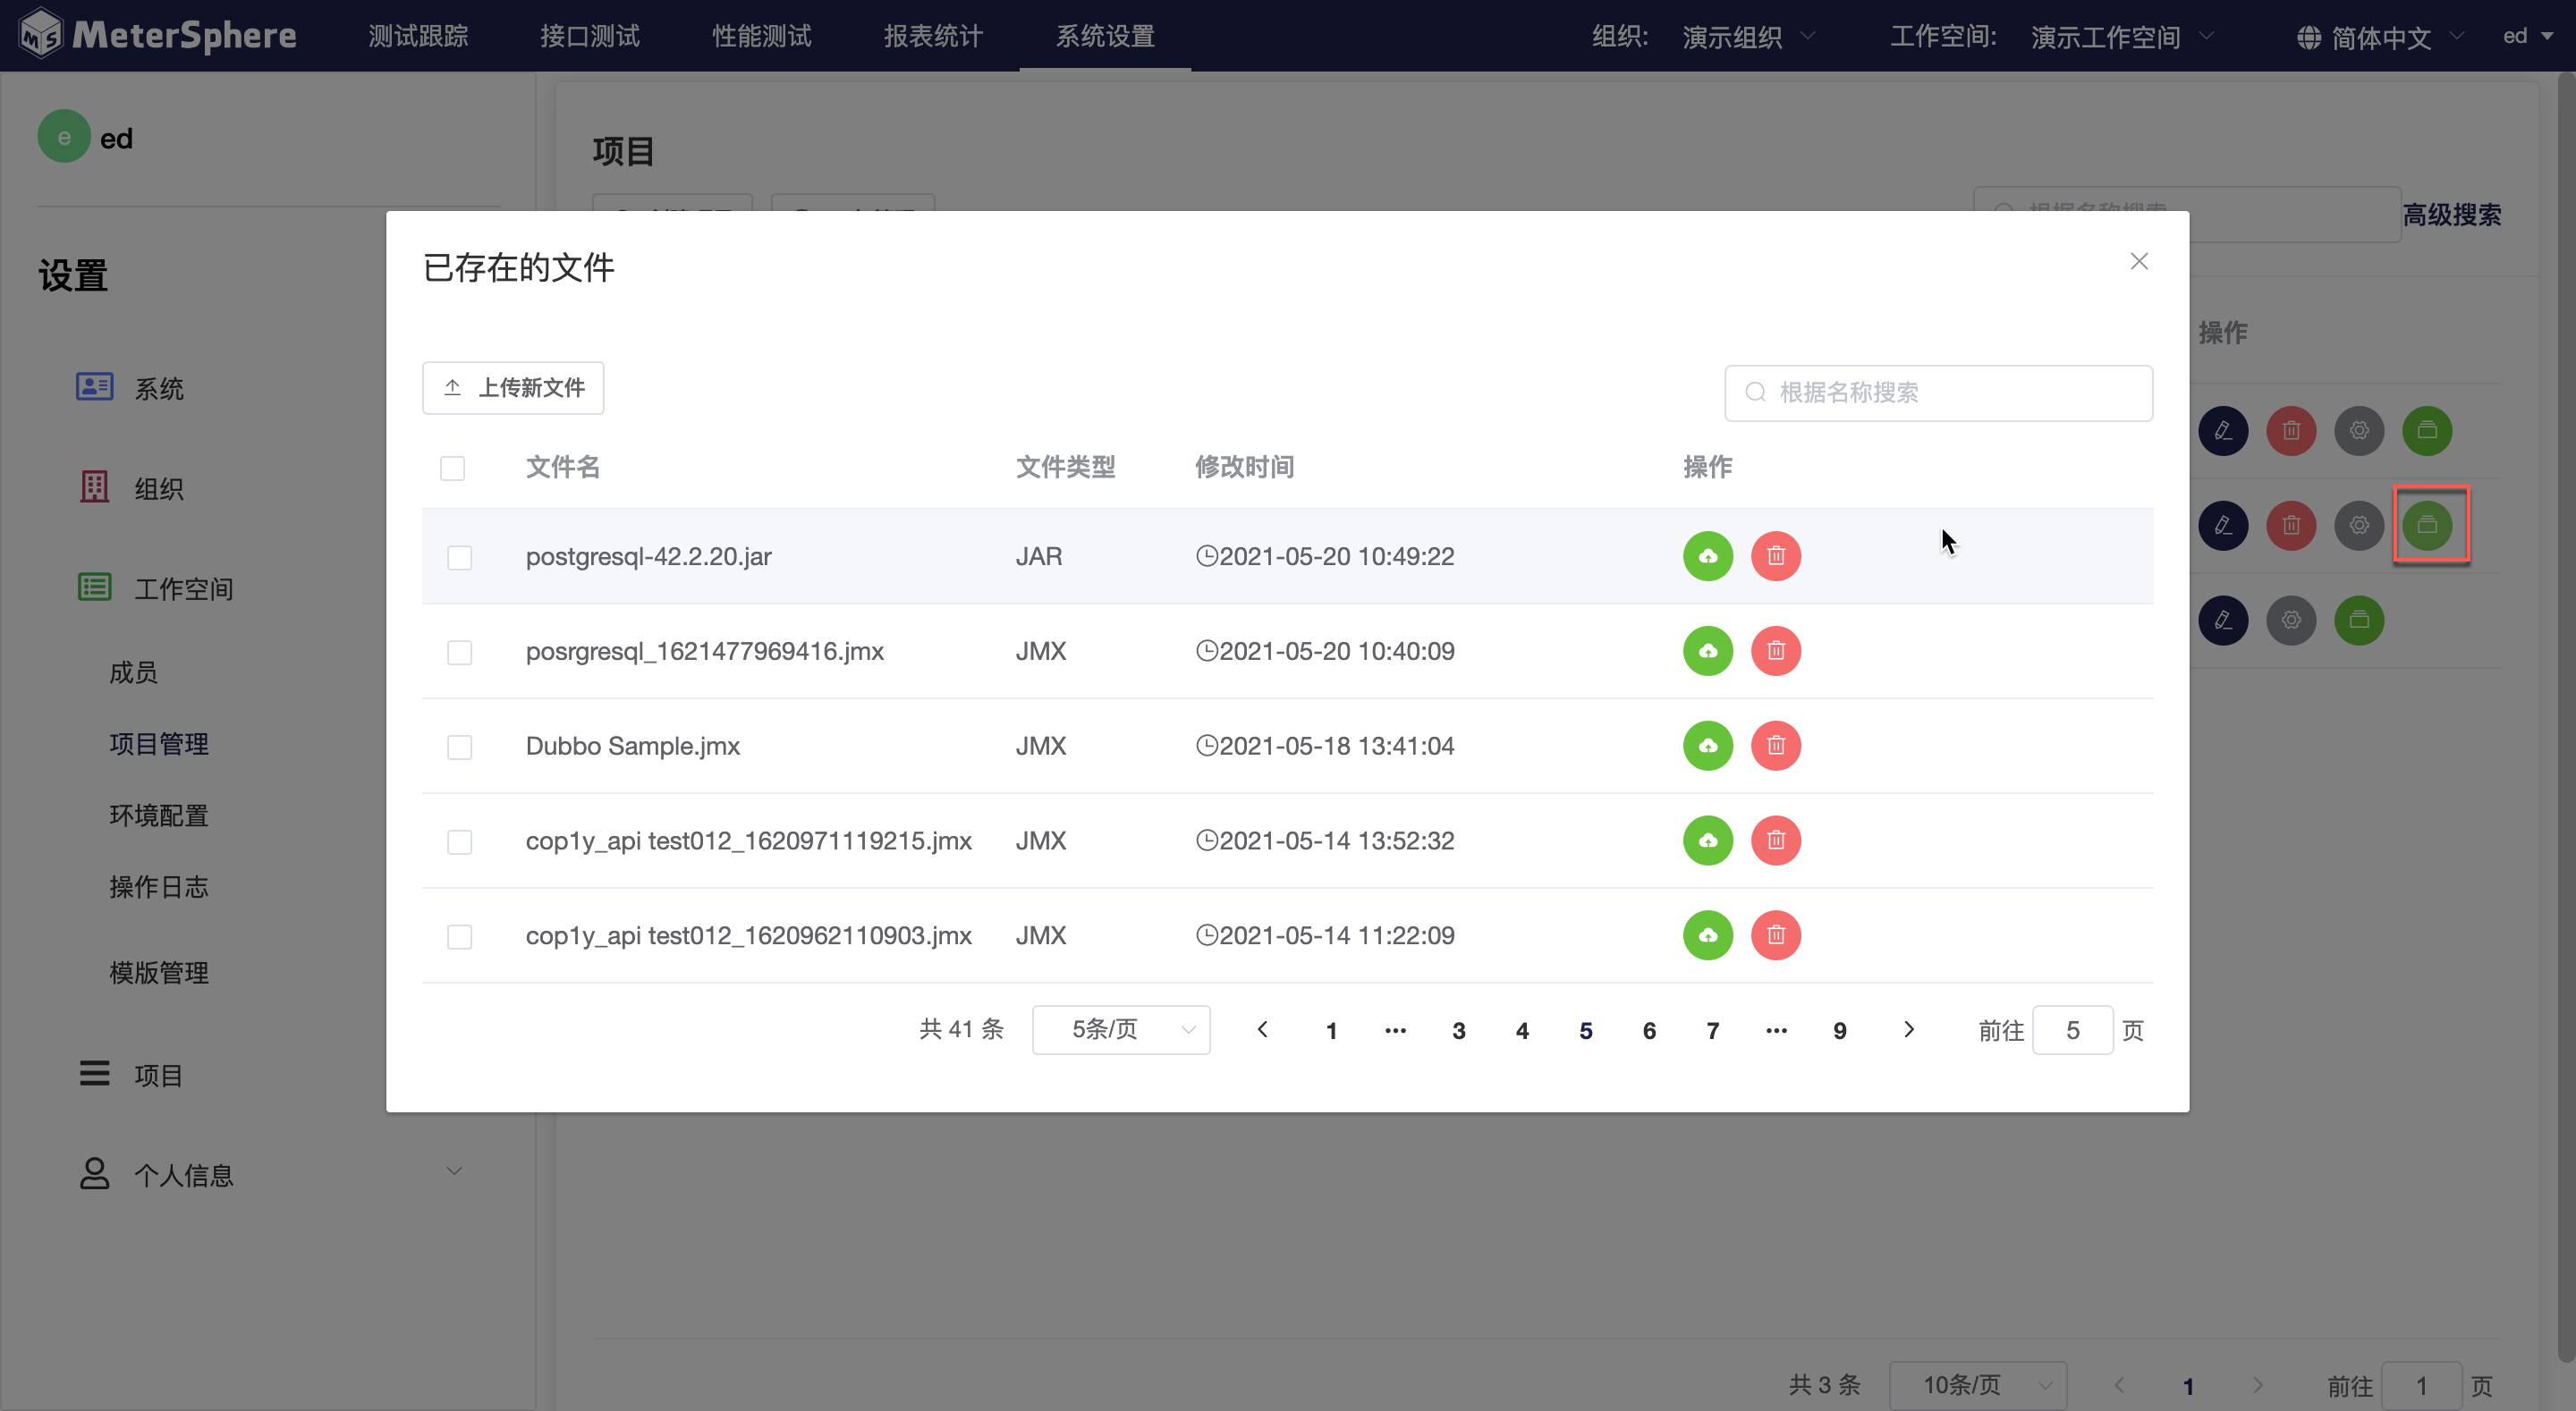 MeterSphere 测试跟踪 接口测试 性能测试 报表统计 系统设置 组织: 演示组织 工作空间: 演示工作空间 简体中文 ed
e ed
设置
系统
组织
工作空间
成员
项目管理
环境配置
操作日志
模版管理
项目
个人信息
项目
根据名称搜索 高级搜索
操作
已存在的文件
上传新文件 根据名称搜索
文件名 文件类型 修改时间 操作
postgresql-42.2.20.jar JAR 2021-05-20 10:49:22
posrgresql_1621477969416.jmx JMX 2021-05-20 10:40:09
Dubbo Sample.jmx JMX 2021-05-18 13:41:04
cop1y_api test012_1620971119215.jmx JMX 2021-05-14 13:52:32
cop1y_api test012_1620962110903.jmx JMX 2021-05-14 11:22:09
共 41 条 5条/页 1 ••• 3 4 5 6 7 ••• 9 前往 5 页
共 3 条 10条/页 1 前往 1 页